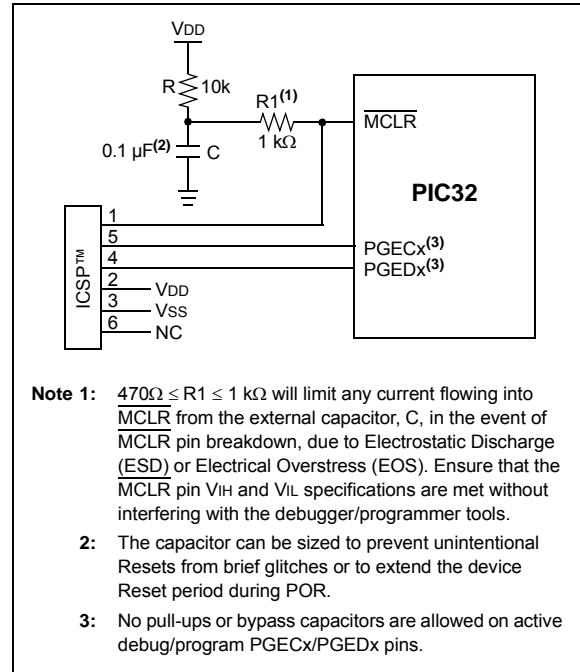 VDD
R 10k
R1(1)
1 kΩ
0.1 µF(2) C
MCLR
PIC32
ICSP™
1
5
4
2
3
6
PGECx(3)
PGEDx(3)
VDD
VSS
NC
Note 1: 470Ω ≤ R1 ≤ 1 kΩ will limit any current flowing into
MCLR from the external capacitor, C, in the event of
MCLR pin breakdown, due to Electrostatic Discharge
(ESD) or Electrical Overstress (EOS). Ensure that the
MCLR pin VIH and VIL specifications are met without
interfering with the debugger/programmer tools.
2: The capacitor can be sized to prevent unintentional
Resets from brief glitches or to extend the device
Reset period during POR.
3: No pull-ups or bypass capacitors are allowed on active
debug/program PGECx/PGEDx pins.